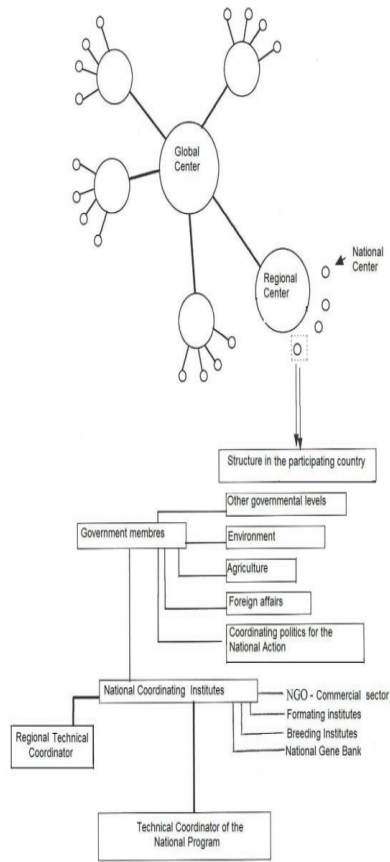 Global
Center
National
Center
Regional
Center
Structure in the participating country
Other governmental levels
Government membres
Environment
Agriculture
Foreign affairs
Coordinating politics for the
National Action
National Coordinating Institutes
NGO - Commercial sector
Formating institutes
Breeding Institutes
National Gene Bank
Regional Technical
Coordinator
Technical Coordinator of the
National Program